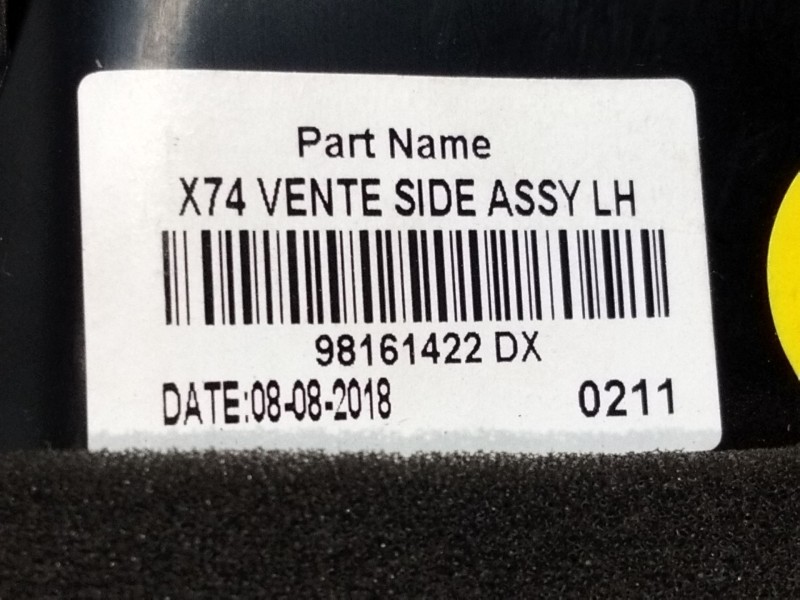 Part Name
X74 VENTE SIDE ASSY LH
98161422 DX
DATE:08-08-2018 0211